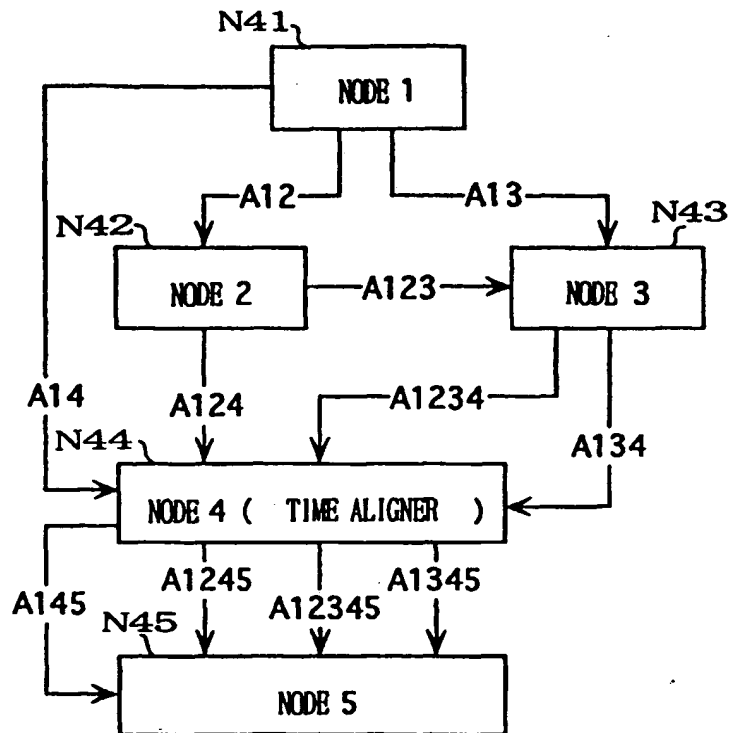 N41
NODE 1
A12
A13
N42
N43
NODE 2
A123
NODE 3
A14
A124
A1234
A134
N44
NODE 4 ( TIME ALIGNER )
A145
A1245
A12345
A1345
N45
NODE 5